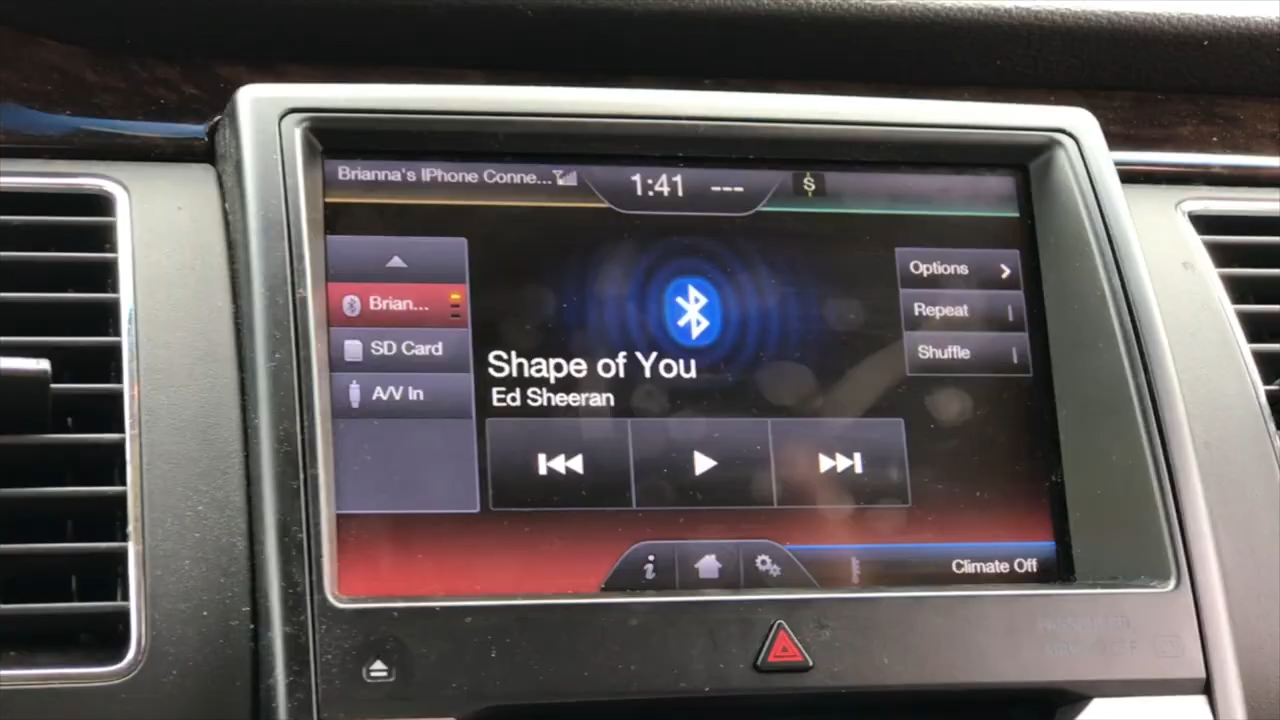 Brianna's IPhone Conne...
1:41 ---
$
Brian...
SD Card
A/V In
Shape of You
Ed Sheeran
Options
Repeat
Shuffle
i
Climate Off